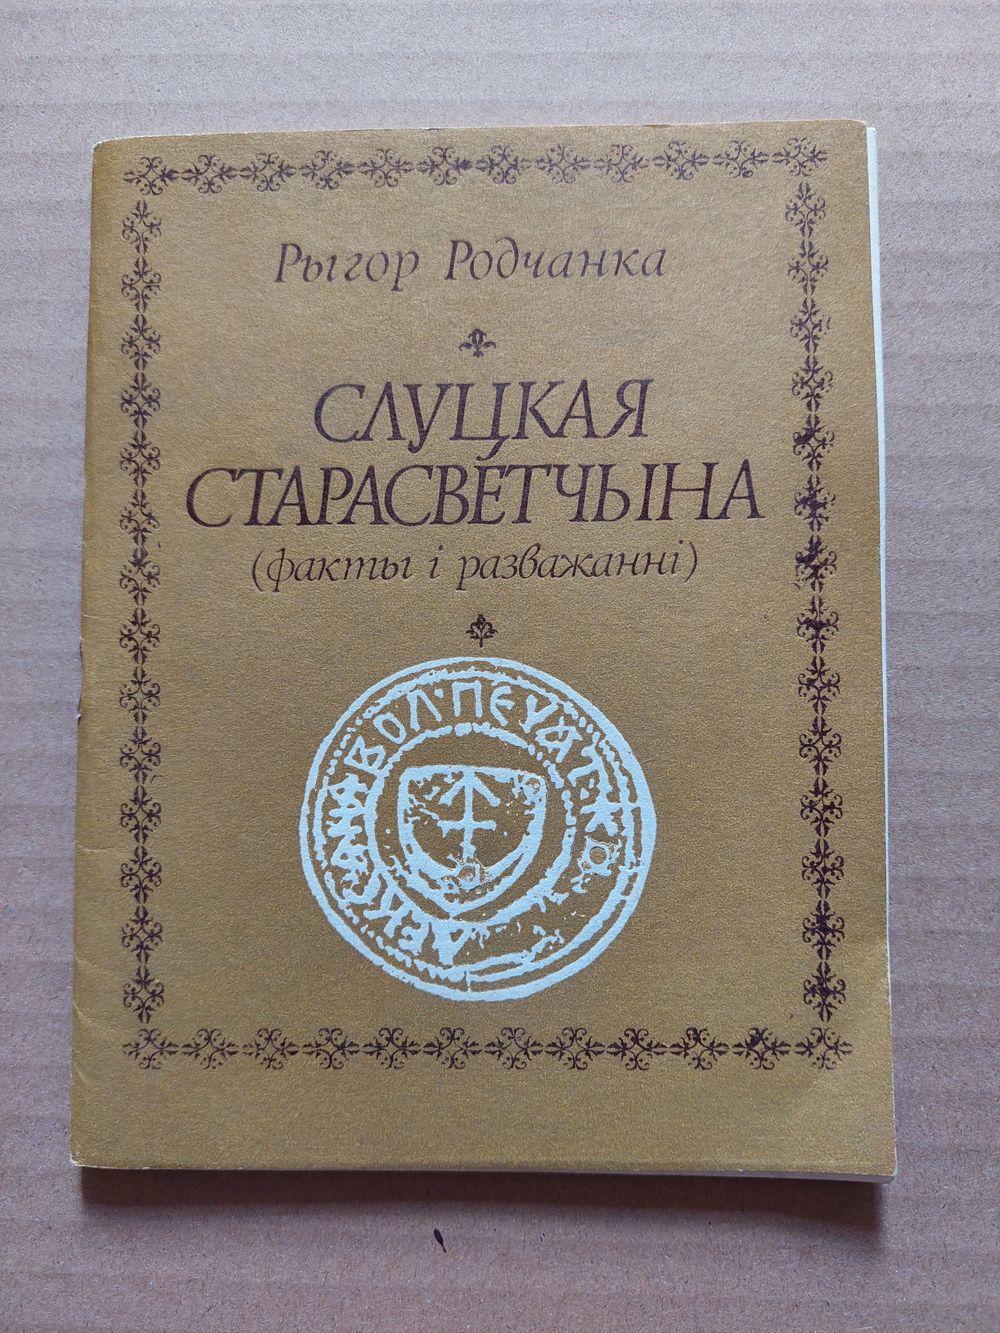 Рыгор Родчанка
СЛУЦКАЯ
СТАРАСВЕТЧЫНА
(факты і разважанні)